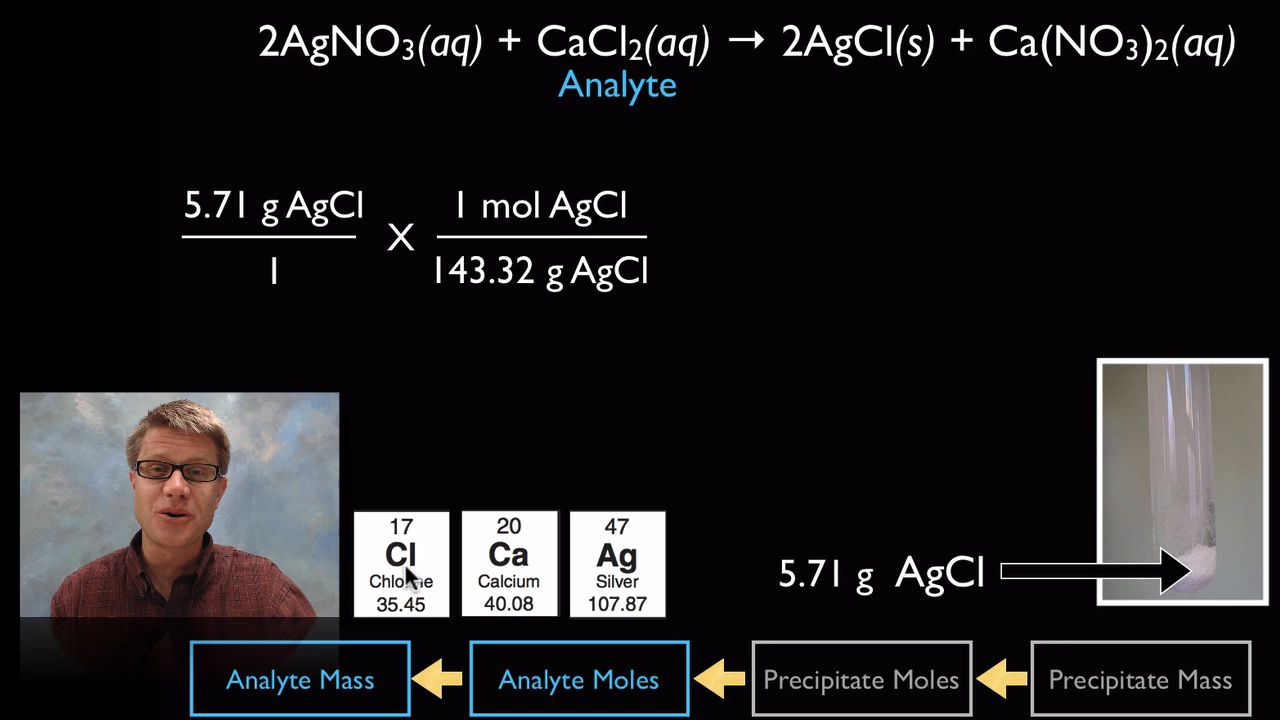 2AgNO₃(aq) + CaCl₂(aq) → 2AgCl(s) + Ca(NO₃)₂(aq)
Analyte
5.71 g AgCl
1
X
1 mol AgCl
143.32 g AgCl
17
Cl
Chlorine
35.45
20
Ca
Calcium
40.08
47
Ag
Silver
107.87
5.71 g AgCl
Analyte Mass
Analyte Moles
Precipitate Moles
Precipitate Mass